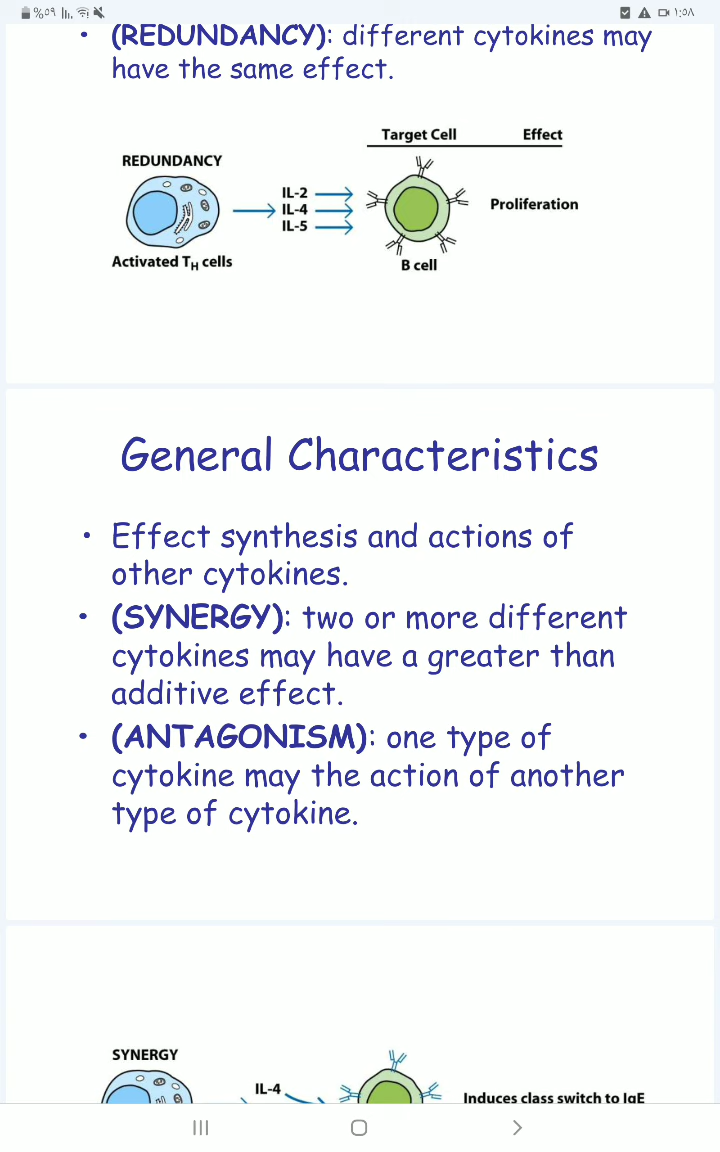 %٥٩
١:٥٨
• (REDUNDANCY): different cytokines may
have the same effect.
Target Cell Effect
REDUNDANCY
IL-2
IL-4
IL-5
Proliferation
Activated TH cells
B cell
General Characteristics
• Effect synthesis and actions of
other cytokines.
• (SYNERGY): two or more different
cytokines may have a greater than
additive effect.
• (ANTAGONISM): one type of
cytokine may the action of another
type of cytokine.
SYNERGY
IL-4
Induces class switch to IgE